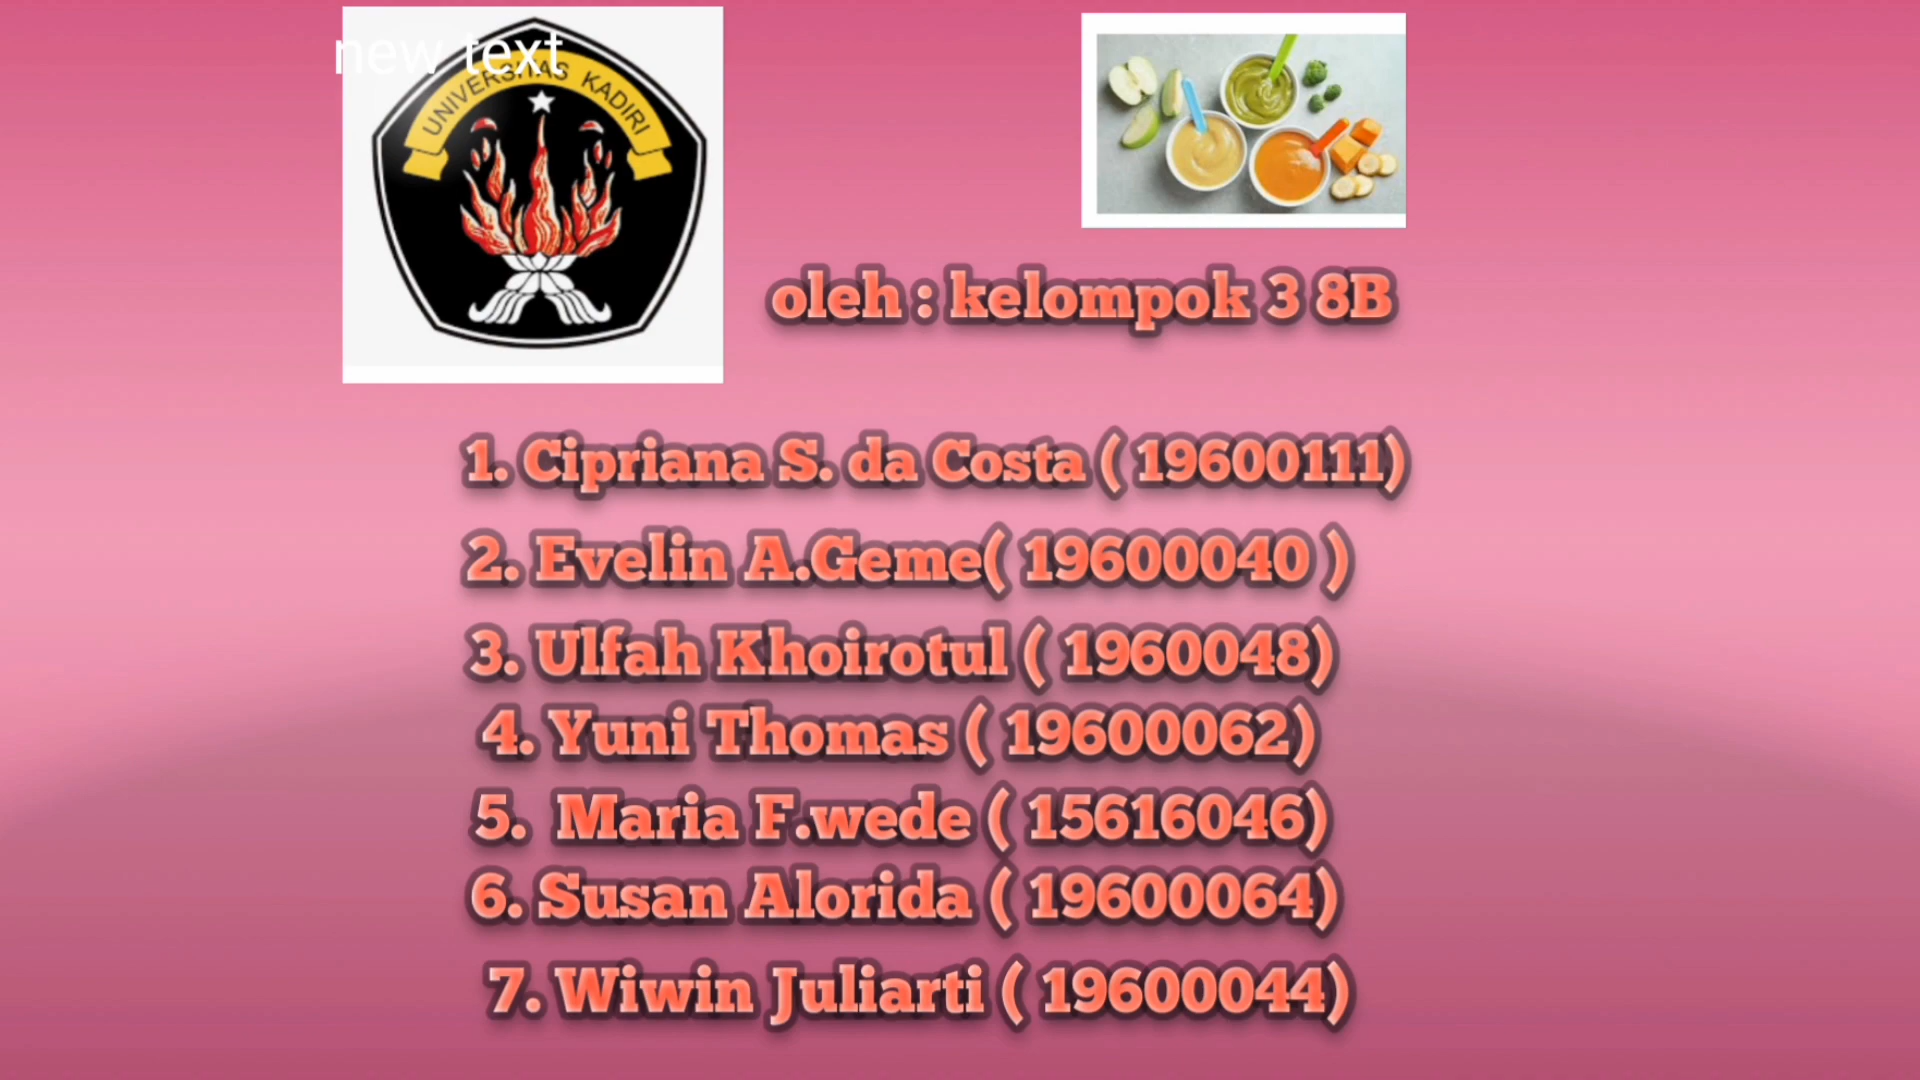 new text
UNIVERSITAS KADIRI
oleh : kelompok 3 8B
1. Cipriana S. da Costa ( 19600111)
2. Evelin A.Geme( 19600040 )
3. Ulfah Khoirotul ( 1960048)
4. Yuni Thomas ( 19600062)
5. Maria F.wede ( 15616046)
6. Susan Alorida ( 19600064)
7. Wiwin Juliarti ( 19600044)